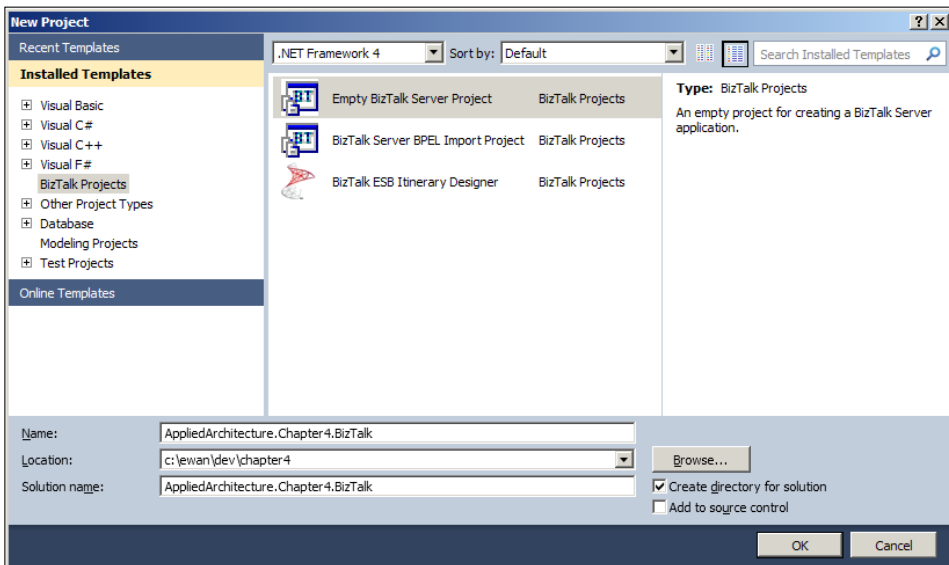 New Project
Recent Templates
.NET Framework 4
Sort by:
Default
Search Installed Templates
Installed Templates
Visual Basic
Visual C#
Visual C++
Visual F#
BizTalk Projects
Other Project Types
Database
Modeling Projects
Test Projects
Online Templates
BT
Empty BizTalk Server Project
BizTalk Projects
BT
BizTalk Server BPEL Import Project
BizTalk Projects
BizTalk ESB Itinerary Designer
BizTalk Projects
Type: BizTalk Projects
An empty project for creating a BizTalk Server
application.
Name:
AppliedArchitecture.Chapter4.BizTalk
Location:
c:\ewan\dev\chapter4
Browse...
Solution name:
AppliedArchitecture.Chapter4.BizTalk
Create directory for solution
Add to source control
OK
Cancel